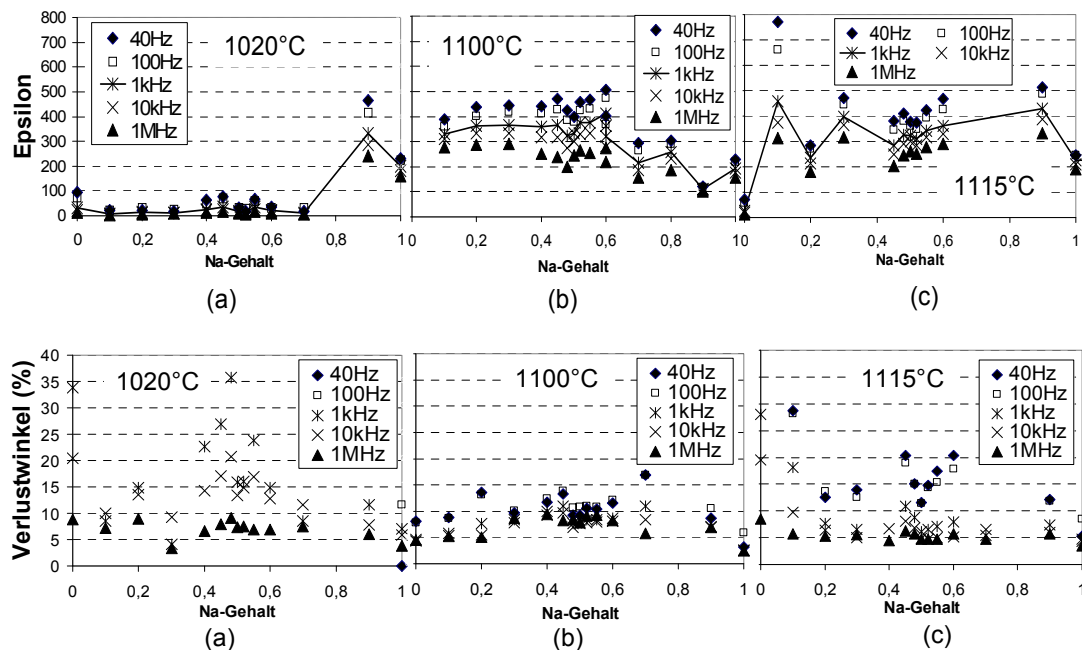 800
700
600
500
400
300
200
100
0
Epsilon
40Hz
100Hz
1kHz
10kHz
1MHz
1020°C
0 0,2 0,4 0,6 0,8 1
Na-Gehalt
(a)
1100°C
40Hz
100Hz
1kHz
10kHz
1MHz
0 0,2 0,4 0,6 0,8 1
Na-Gehalt
(b)
40Hz 100Hz
1kHz 10kHz
1MHz
1115°C
0 0,2 0,4 0,6 0,8 1
Na-Gehalt
(c)
40
35
30
25
20
15
10
5
0
Verlustwinkel (%)
1020°C
40Hz
100Hz
1kHz
10kHz
1MHz
0 0,2 0,4 0,6 0,8 1
Na-Gehalt
(a)
1100°C
40Hz
100Hz
1kHz
10kHz
1MHz
0 0,2 0,4 0,6 0,8 1
Na-Gehalt
(b)
1115°C
40Hz
100Hz
1kHz
10kHz
1MHz
0 0,2 0,4 0,6 0,8 1
Na-Gehalt
(c)